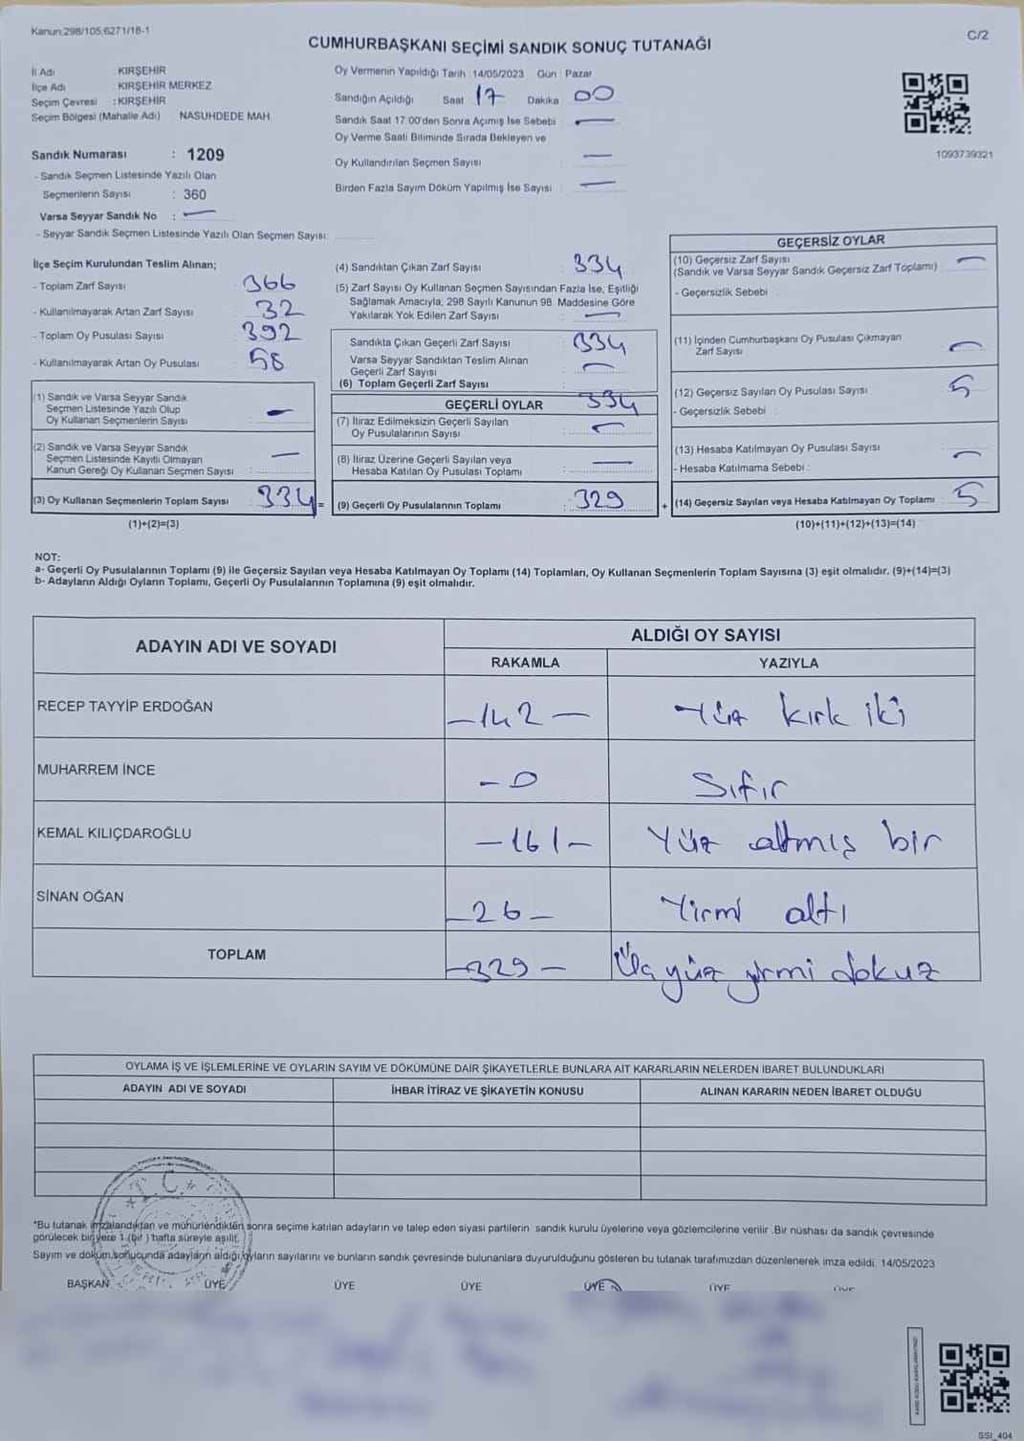 Kanun:298/105,6271/18-1
C/2
CUMHURBAŞKANI SEÇİMİ SANDIK SONUÇ TUTANAĞI
İl Adı : KIRŞEHİR
İlçe Adı : KIRŞEHİR MERKEZ
Seçim Çevresi : KIRŞEHİR
Seçim Bölgesi (Mahalle Adı) NASUHDEDE MAH.
Sandık Numarası : 1209
- Sandık Seçmen Listesinde Yazılı Olan
Seçmenlerin Sayısı : 360
Varsa Seyyar Sandık No : —
- Seyyar Sandık Seçmen Listesinde Yazılı Olan Seçmen Sayısı:
Oy Vermenin Yapıldığı Tarih : 14/05/2023 Gün : Pazar
Sandığın Açıldığı Saat 17 Dakika 00
Sandık Saat 17:00'den Sonra Açımış İse Sebebi : —
Oy Verme Saati Bitiminde Sırada Bekleyen ve
Oy Kullandırılan Seçmen Sayısı : —
Birden Fazla Sayım Döküm Yapılmış İse Sayısı : —
1093739321
İlçe Seçim Kurulundan Teslim Alınan;
- Toplam Zarf Sayısı : 366
- Kullanılmayarak Artan Zarf Sayısı : 32
- Toplam Oy Pusulası Sayısı : 392
- Kullanılmayarak Artan Oy Pusulası : 58
(1) Sandık ve Varsa Seyyar Sandık
Seçmen Listesinde Yazılı Olup
Oy Kullanan Seçmenlerin Sayısı : —
(2) Sandık ve Varsa Seyyar Sandık
Seçmen Listesinde Kayıtlı Olmayan
Kanun Gereği Oy Kullanan Seçmen Sayısı : —
(3) Oy Kullanan Seçmenlerin Toplam Sayısı : 334 =
(1)+(2)=(3)
(4) Sandıktan Çıkan Zarf Sayısı : 334
(5) Zarf Sayısı Oy Kullanan Seçmen Sayısından Fazla İse, Eşitliği
Sağlamak Amacıyla; 298 Sayılı Kanunun 98. Maddesine Göre
Yakılarak Yok Edilen Zarf Sayısı : —
Sandıkta Çıkan Geçerli Zarf Sayısı : 334
Varsa Seyyar Sandıktan Teslim Alınan
Geçerli Zarf Sayısı : —
(6) Toplam Geçerli Zarf Sayısı : 334
GEÇERLİ OYLAR
(7) İtiraz Edilmeksizin Geçerli Sayılan
Oy Pusulalarının Sayısı : —
(8) İtiraz Üzerine Geçerli Sayılan veya
Hesaba Katılan Oy Pusulası Toplamı : —
(9) Geçerli Oy Pusulalarının Toplamı : 329 +
GEÇERSİZ OYLAR
(10) Geçersiz Zarf Sayısı : —
(Sandık ve Varsa Seyyar Sandık Geçersiz Zarf Toplamı)
- Geçersizlik Sebebi :
(11) İçinden Cumhurbaşkanı Oy Pusulası Çıkmayan
Zarf Sayısı : —
(12) Geçersiz Sayılan Oy Pusulası Sayısı : 5
- Geçersizlik Sebebi :
(13) Hesaba Katılmayan Oy Pusulası Sayısı : —
- Hesaba Katılmama Sebebi :
(14) Geçersiz Sayılan veya Hesaba Katılmayan Oy Toplamı : 5
(10)+(11)+(12)+(13)=(14)
NOT:
a- Geçerli Oy Pusulalarının Toplamı (9) ile Geçersiz Sayılan veya Hesaba Katılmayan Oy Toplamı (14) Toplamları, Oy Kullanan Seçmenlerin Toplam Sayısına (3) eşit olmalıdır. (9)+(14)=(3)
b- Adayların Aldığı Oyların Toplamı, Geçerli Oy Pusulalarının Toplamına (9) eşit olmalıdır.
ADAYIN ADI VE SOYADI
ALDIĞI OY SAYISI
RAKAMLA YAZIYLA
RECEP TAYYİP ERDOĞAN —142— Yüz kırk iki
MUHARREM İNCE —0 Sıfır
KEMAL KILIÇDAROĞLU —161— Yüz altmış bir
SİNAN OĞAN —26— Yirmi altı
TOPLAM —329— Üç yüz yirmi dokuz
OYLAMA İŞ VE İŞLEMLERİNE VE OYLARIN SAYIM VE DÖKÜMÜNE DAİR ŞİKAYETLERLE BUNLARA AİT KARARLARIN NELERDEN İBARET BULUNDUKLARI
ADAYIN ADI VE SOYADI İHBAR İTİRAZ VE ŞİKAYETİN KONUSU ALINAN KARARIN NEDEN İBARET OLDUĞU
T.C.
*Bu tutanak imzalandıktan ve mühürlendikten sonra seçime katılan adayların ve talep eden siyasi partilerin sandık kurulu üyelerine veya gözlemcilerine verilir. Bir nüshası da sandık çevresinde
görülecek bir yere 1 (bir ) hafta süreyle asılır.
Sayım ve döküm sonucunda adayların aldığı oyların sayılarını ve bunların sandık çevresinde bulunanlara duyurulduğunu gösteren bu tutanak tarafımızdan düzenlenerek imza edildi. 14/05/2023
BAŞKAN ÜYE ÜYE ÜYE ÜYE ÜYE ÜYE
SSI_404